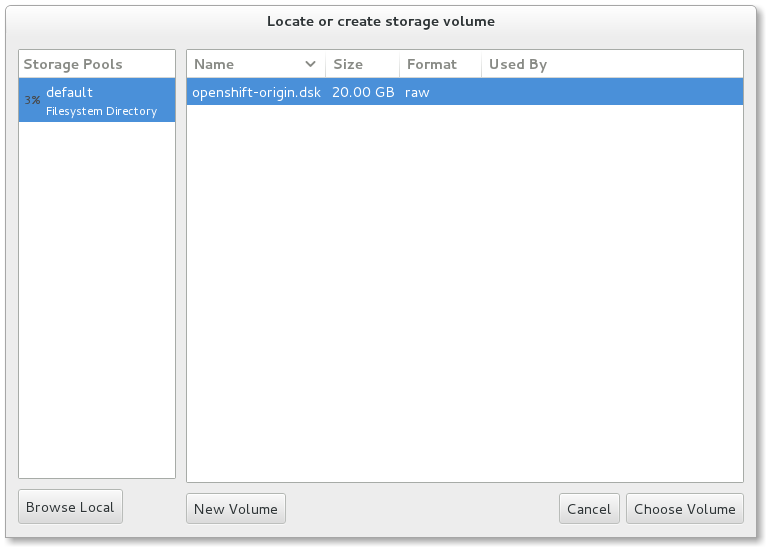 Locate or create storage volume
Storage Pools
3%
default
Filesystem Directory
Name Size Format Used By
openshift-origin.dsk 20.00 GB raw
Browse Local
New Volume
Cancel
Choose Volume